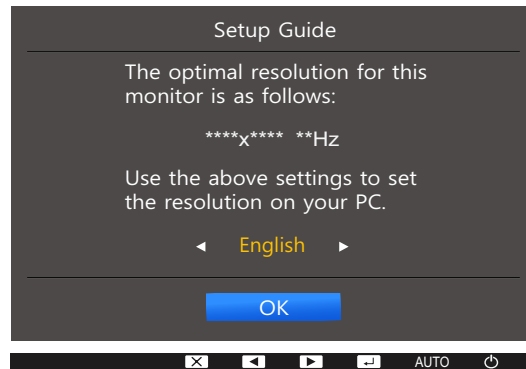 Setup Guide
The optimal resolution for this
monitor is as follows:
****x**** **Hz
Use the above settings to set
the resolution on your PC.
English
OK
AUTO